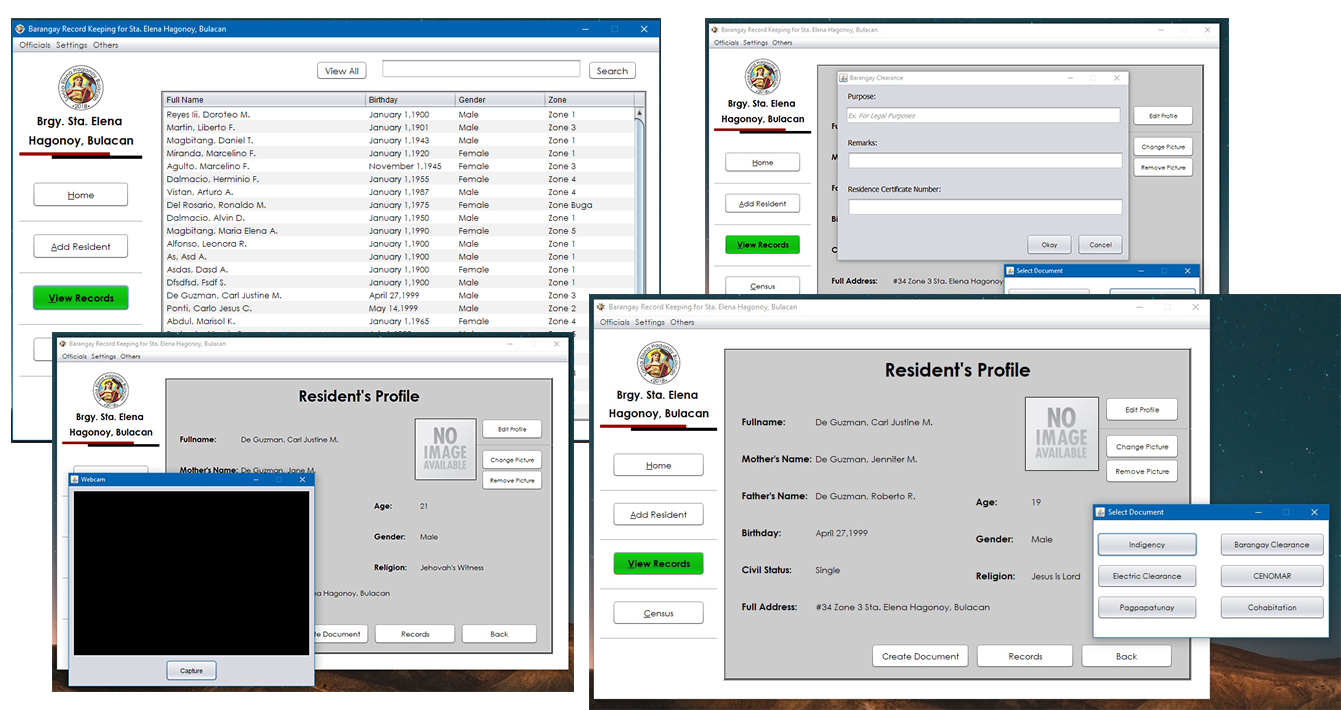 Barangay Record Keeping for Sta. Elena Hagonoy, Bulacan
Officials Settings Others
Brgy. Sta. Elena
Hagonoy, Bulacan
Home
Add Resident
View Records
View All
Search
Full Name Birthday Gender Zone
Reyes Iii, Doroteo M. January 1,1900 Male Zone 1
Martin, Liberto F. January 1,1901 Male Zone 3
Magbitang, Daniel T. January 1,1943 Male Zone 1
Miranda, Marcelino F. January 1,1920 Female Zone 1
Agulto, Marcelino F. November 1,1945 Female Zone 3
Dalmacio, Herminio F. January 1,1955 Female Zone 4
Vistan, Arturo A. January 1,1987 Male Zone 4
Del Rosario, Ronaldo M. January 1,1975 Female Zone Buga
Dalmacio, Alvin D. January 1,1950 Male Zone 1
Magbitang, Maria Elena A. January 1,1990 Female Zone 5
Alfonso, Leonora R. January 1,1900 Male Zone 1
As, Asd A. January 1,1900 Male Zone 1
Asdas, Dasd A. January 1,1900 Female Zone 1
Dfsdfsd, Fsdf S. January 1,1900 Male Zone 1
De Guzman, Carl Justine M. April 27,1999 Male Zone 3
Ponti, Carlo Jesus C. May 14,1999 Male Zone 2
Abdul, Marisol K. January 1,1965 Female Zone 4
Barangay Record Keeping for Sta. Elena Hagonoy, Bulacan
Officials Settings Others
Brgy. Sta. Elena
Hagonoy, Bulacan
Home
Add Resident
View Records
Census
Barangay Clearance
Purpose:
Ex. For Legal Purposes
Remarks:
Residence Certificate Number:
Okay Cancel
Edit Profile
Change Picture
Remove Picture
Full Address: #34 Zone 3 Sta. Elena Hagonoy
Select Document
Barangay Record Keeping for Sta. Elena Hagonoy, Bulacan
Officials Settings Others
Brgy. Sta. Elena
Hagonoy, Bulacan
Resident's Profile
Fullname: De Guzman, Carl Justine M.
Mother's Name: De Guzman, Jane M.
NO
IMAGE
AVAILABLE
Edit Profile
Change Picture
Remove Picture
Age: 21
Gender: Male
Religion: Jehovah's Witness
Hagonoy, Bulacan
Document Records Back
Webcam
Capture
Barangay Record Keeping for Sta. Elena Hagonoy, Bulacan
Officials Settings Others
Brgy. Sta. Elena
Hagonoy, Bulacan
Home
Add Resident
View Records
Census
Resident's Profile
Fullname: De Guzman, Carl Justine M.
Mother's Name: De Guzman, Jennifer M.
Father's Name: De Guzman, Roberto R.
Birthday: April 27,1999
Civil Status: Single
Full Address: #34 Zone 3 Sta. Elena Hagonoy, Bulacan
NO
IMAGE
AVAILABLE
Edit Profile
Change Picture
Remove Picture
Age: 19
Gender: Male
Religion: Jesus is Lord
Create Document Records Back
Select Document
Indigency Barangay Clearance
Electric Clearance CENOMAR
Pagpapatunay Cohabitation